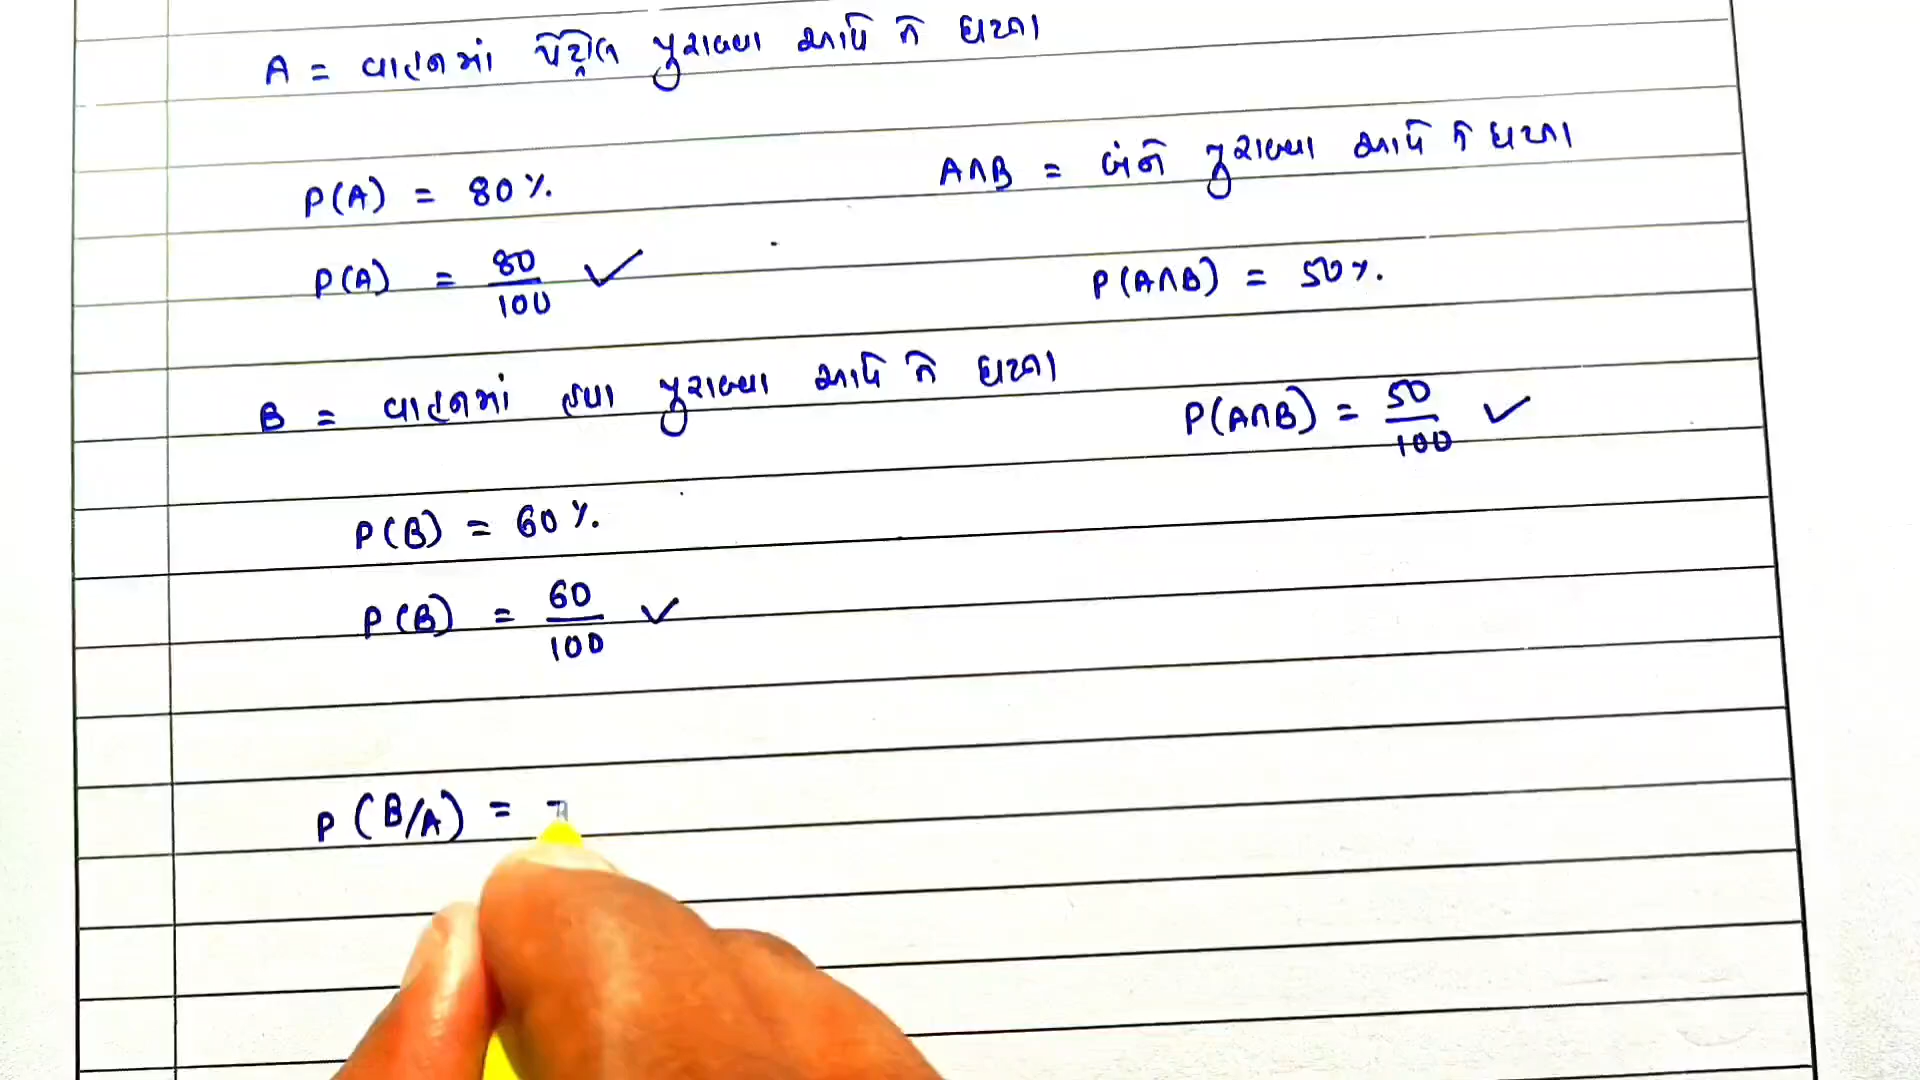 A = વાહનમાં પેટ્રોલ પુરાવવા આવે તે ઘટના
P(A) = 80%.
P(A) = 80/100 ✓
B = વાહનમાં હવા પુરાવવા આવે તે ઘટના
P(B) = 60%.
P(B) = 60/100 ✓
A∩B = બંને પુરાવવા આવે તે ઘટના
P(A∩B) = 50%.
P(A∩B) = 50/100 ✓
P(B/A) =